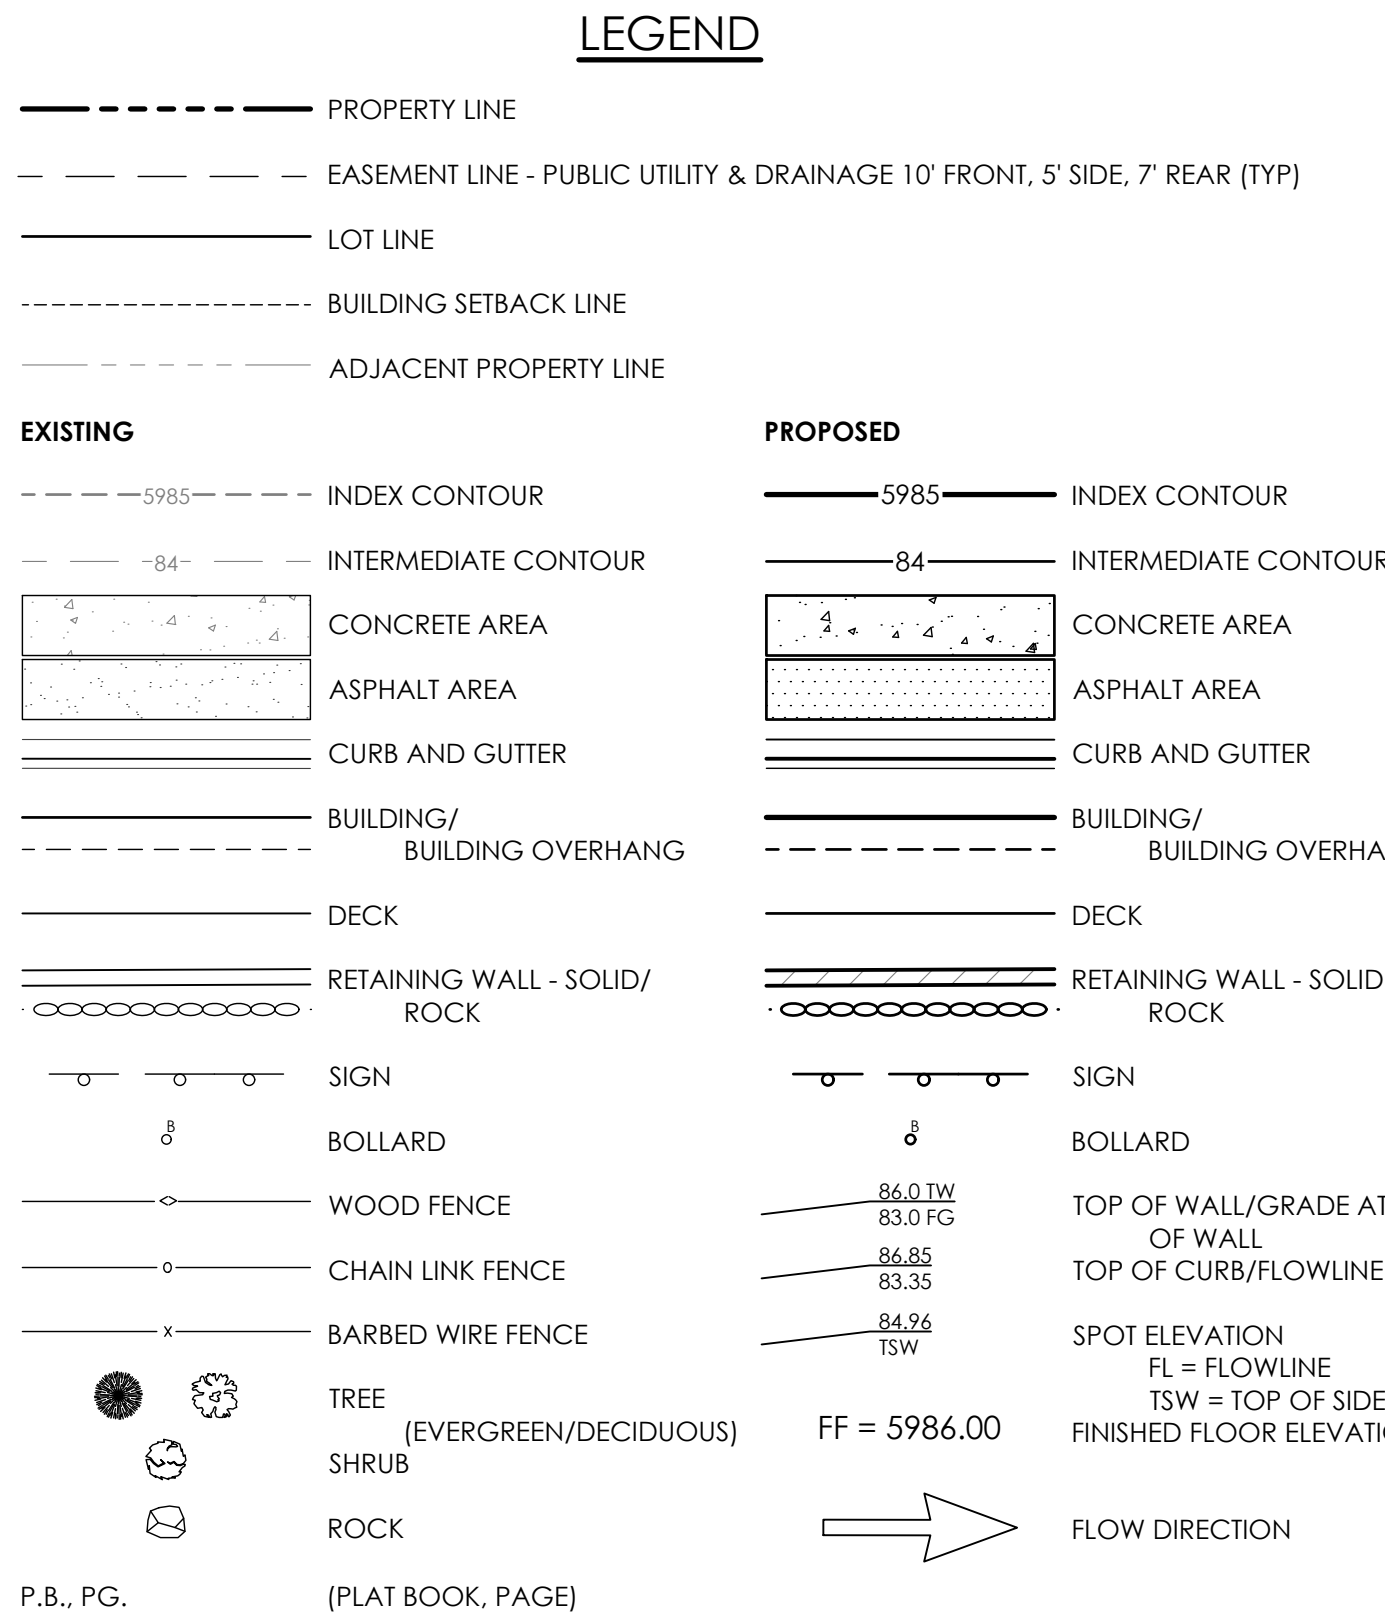 LEGEND
PROPERTY LINE
EASEMENT LINE - PUBLIC UTILITY & DRAINAGE 10' FRONT, 5' SIDE, 7' REAR (TYP)
LOT LINE
BUILDING SETBACK LINE
ADJACENT PROPERTY LINE
EXISTING
5985 INDEX CONTOUR
84 INTERMEDIATE CONTOUR
CONCRETE AREA
ASPHALT AREA
CURB AND GUTTER
BUILDING/
BUILDING OVERHANG
DECK
RETAINING WALL - SOLID/
ROCK
SIGN
B
BOLLARD
WOOD FENCE
CHAIN LINK FENCE
X BARBED WIRE FENCE
TREE
(EVERGREEN/DECIDUOUS)
SHRUB
ROCK
P.B., PG. (PLAT BOOK, PAGE)
PROPOSED
5985 INDEX CONTOUR
84 INTERMEDIATE CONTOUR
CONCRETE AREA
ASPHALT AREA
CURB AND GUTTER
BUILDING/
BUILDING OVERHA
DECK
RETAINING WALL - SOLID
ROCK
SIGN
B
BOLLARD
86.0 TW
83.0 FG
TOP OF WALL/GRADE AT
OF WALL
86.85
83.35
TOP OF CURB/FLOWLINE
84.96
TSW
SPOT ELEVATION
FL = FLOWLINE
TSW = TOP OF SIDE
FF = 5986.00 FINISHED FLOOR ELEVATI
FLOW DIRECTION